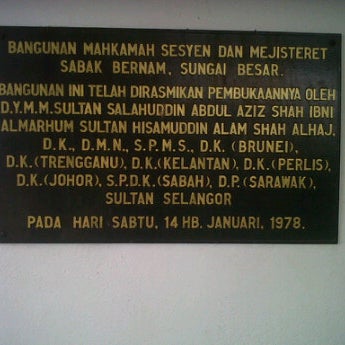 BANGUNAN MAHKAMAH SESYEN DAN MEJISTERET
SABAK BERNAM, SUNGAI BESAR.
BANGUNAN INI TELAH DIRASMIKAN PEMBUKAANNYA OLEH
D.Y.M.M. SULTAN SALAHUDDIN ABDUL AZIZ SHAH IBNI
ALMARHUM SULTAN HISAMUDDIN ALAM SHAH ALHAJ,
D.K., D.M.N., S.P.M.S., D.K. (BRUNEI),
D.K.(TRENGGANU), D.K.(KELANTAN), D.K.(PERLIS),
D.K.(JOHOR), S.P.D.K.(SABAH), D.P.(SARAWAK),
SULTAN SELANGOR
PADA HARI SABTU, 14 HB. JANUARI, 1978.